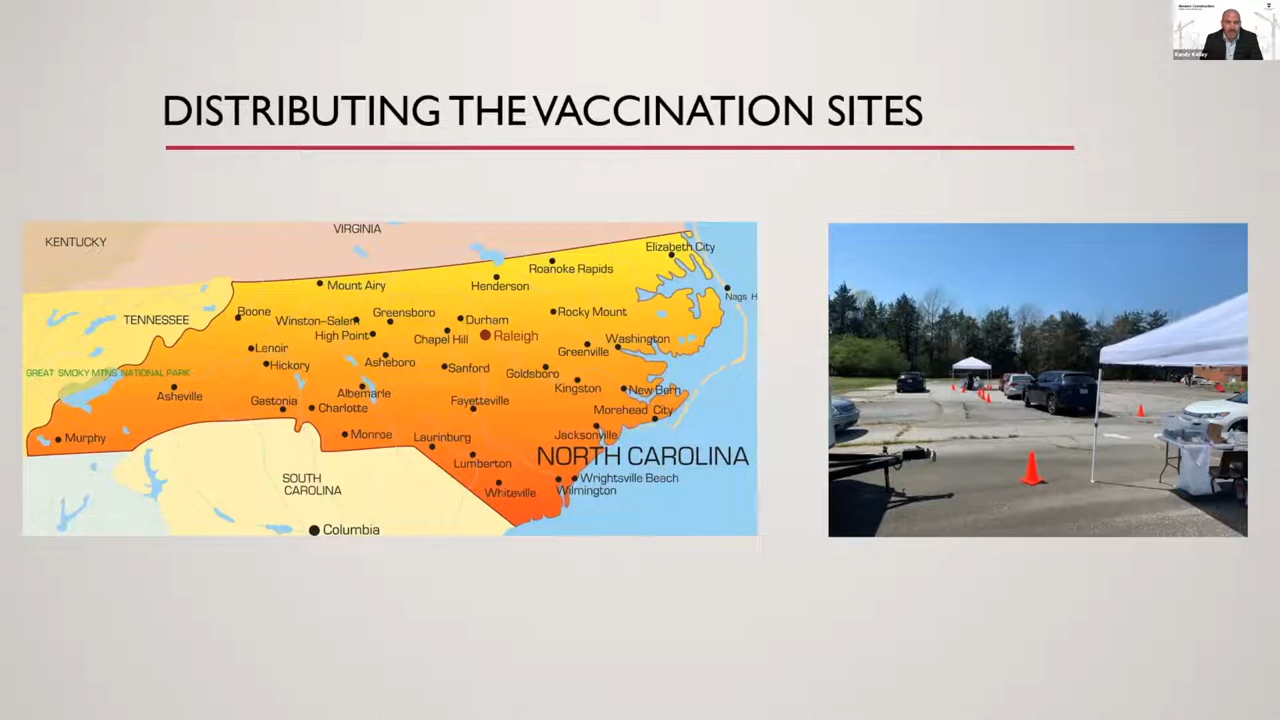 DISTRIBUTING THE VACCINATION SITES
KENTUCKY
VIRGINIA
Elizabeth City
Roanoke Rapids
Mount Airy
Henderson
Nags H
TENNESSEE
Boone
Winston-Salem
Greensboro
Durham
Rocky Mount
High Point
Chapel Hill
Raleigh
Washington
Lenoir
Greenville
Hickory
Asheboro
Sanford
Goldsboro
GREAT SMOKY MTNS. NATIONAL PARK
Asheville
Albemarle
Kingston
New Bern
Gastonia
Charlotte
Fayetteville
Morehead City
Murphy
Monroe
Laurinburg
Jacksonville
Lumberton
NORTH CAROLINA
SOUTH
CAROLINA
Whiteville
Wrightsville Beach
Wilmington
Columbia